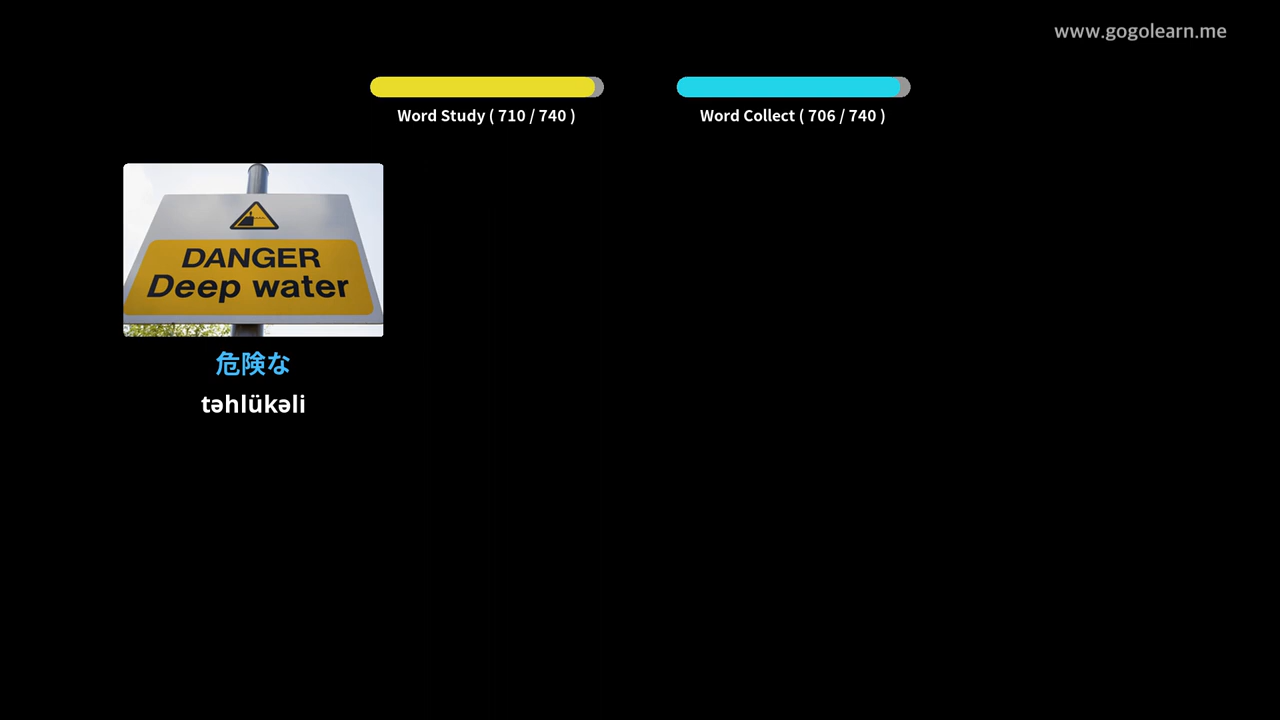 www.gogolearn.me
Word Study ( 710 / 740 )
Word Collect ( 706 / 740 )
DANGER
Deep water
危険な
təhlükəli